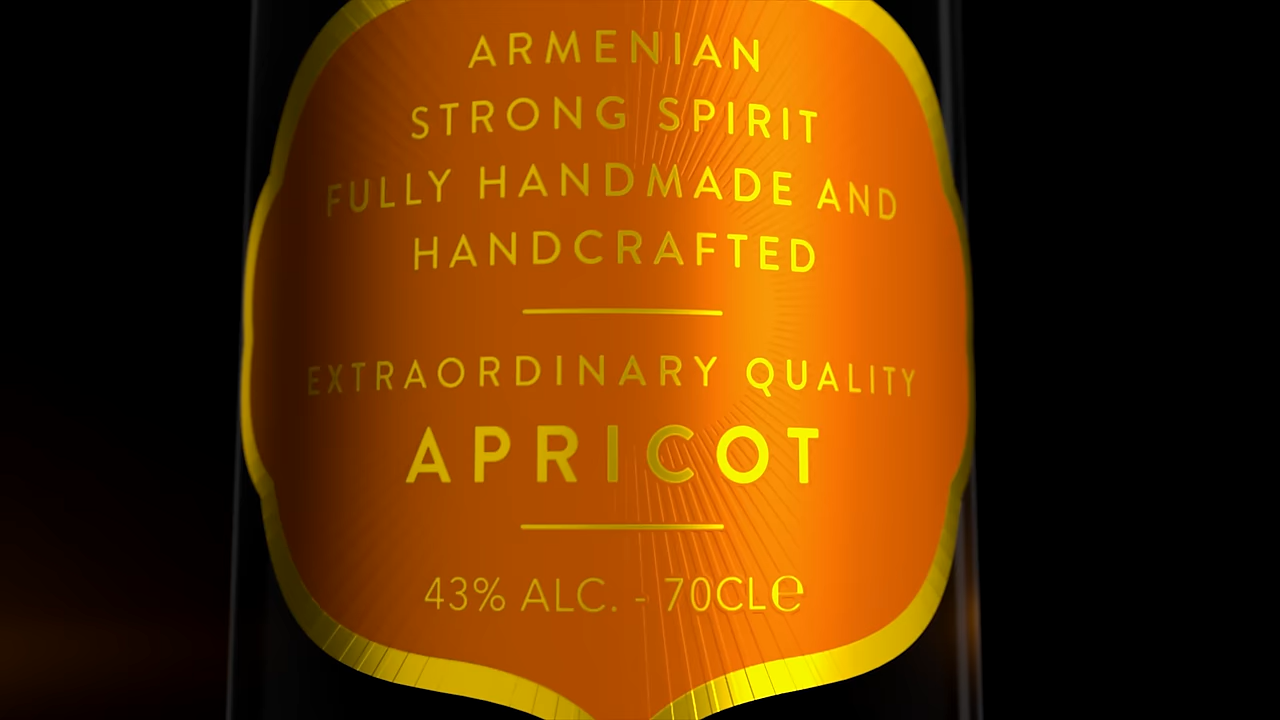 ARMENIAN
STRONG SPIRIT
FULLY HANDMADE AND
HANDCRAFTED
EXTRAORDINARY QUALITY
APRICOT
43% ALC. - 70CLe